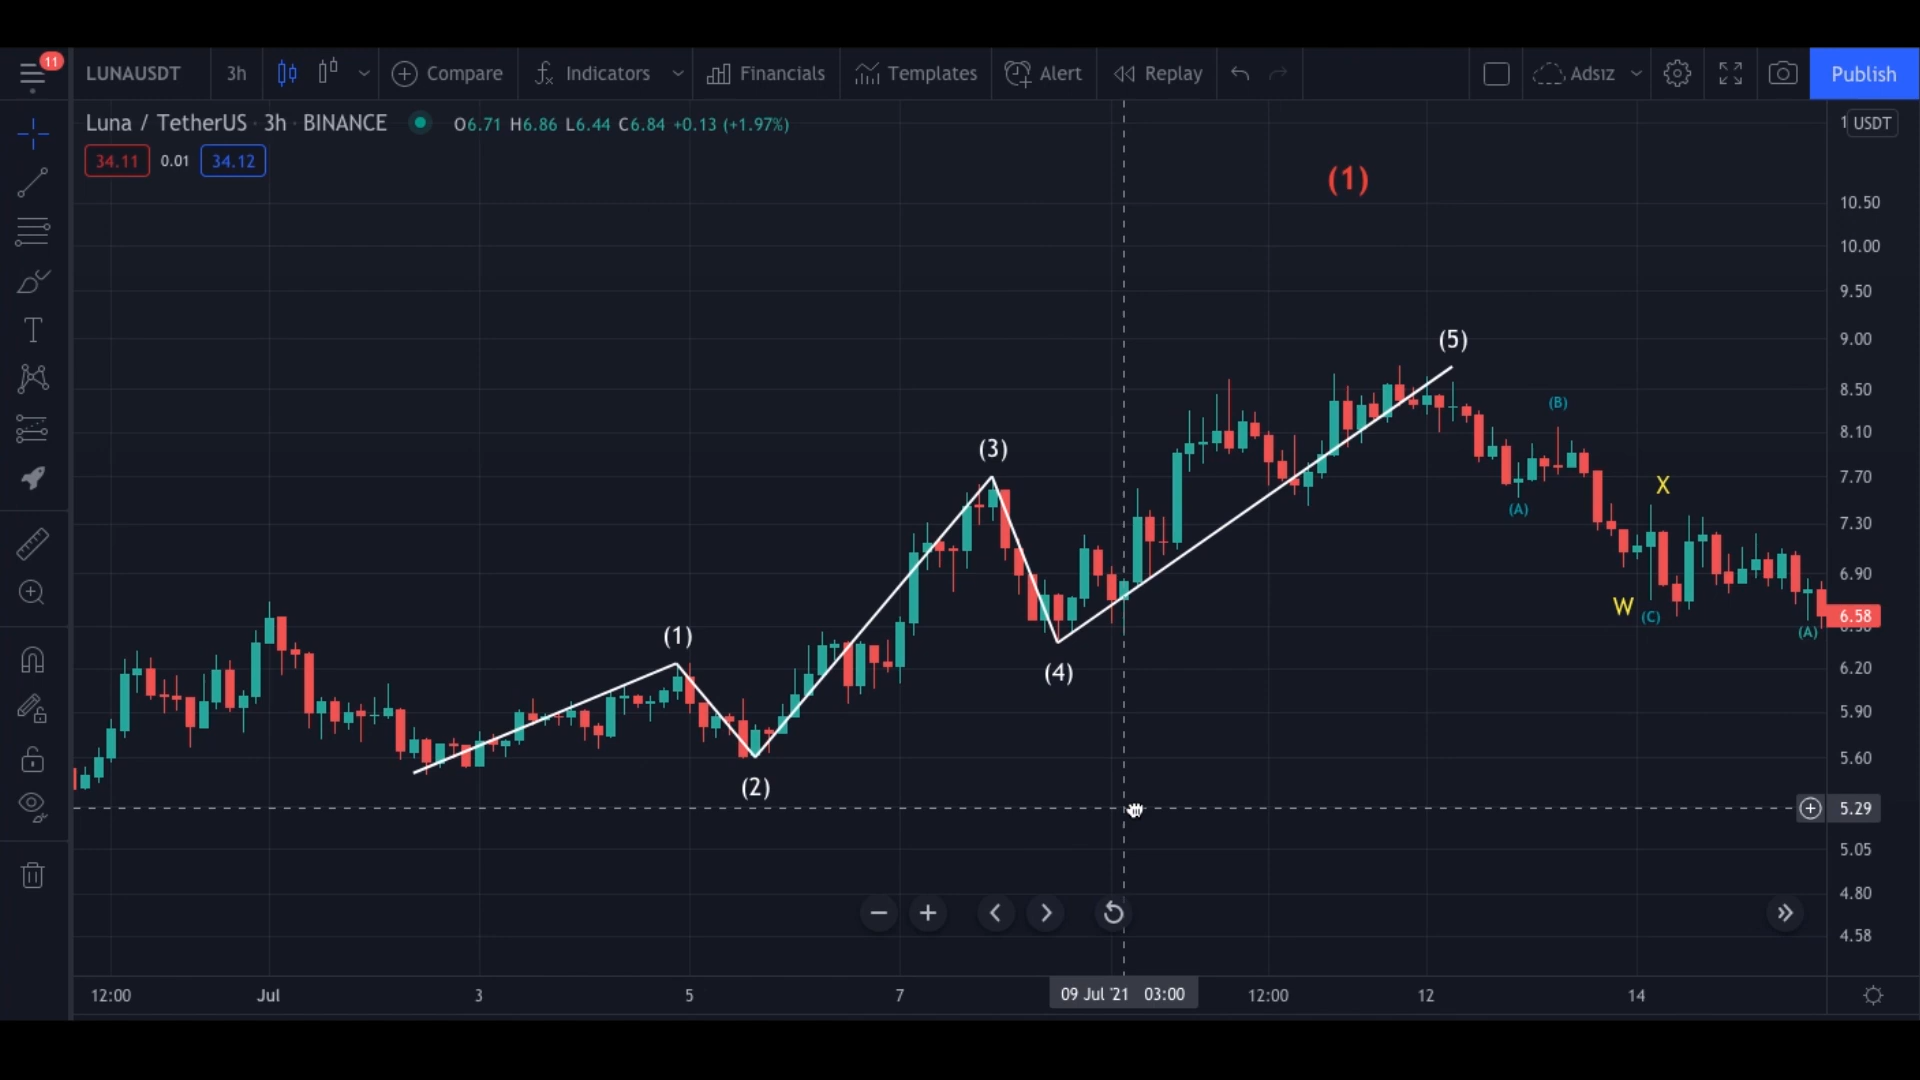 11
LUNAUSDT 3h Compare Indicators Financials Templates Alert Replay Adsız Publish
Luna / TetherUS · 3h · BINANCE O6.71 H6.86 L6.44 C6.84 +0.13 (+1.97%)
34.11 0.01 34.12
USDT
(1)
10.50
10.00
9.50
(5)
9.00
8.50
(B)
8.10
(3)
7.70
X
(A)
7.30
6.90
W (C)
6.58
(A)
(1)
(4)
6.20
5.90
5.60
(2)
5.29
5.05
4.80
4.58
12:00 Jul 3 5 7 09 Jul '21 03:00 12:00 12 14